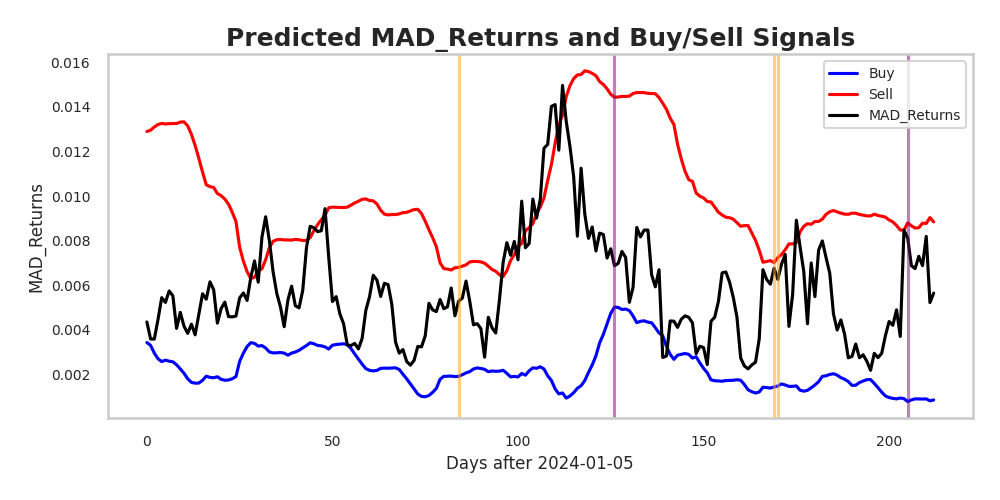 Predicted MAD_Returns and Buy/Sell Signals
MAD_Returns
0.016
0.014
0.012
0.010
0.008
0.006
0.004
0.002
Buy
Sell
MAD_Returns
0 50 100 150 200
Days after 2024-01-05